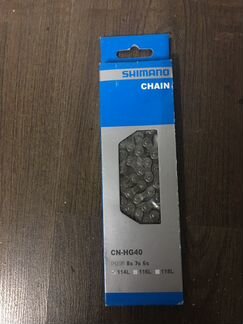 SHIMANO
CHAIN
CN-HG40
8s 7s 6s
114L 116L 118L